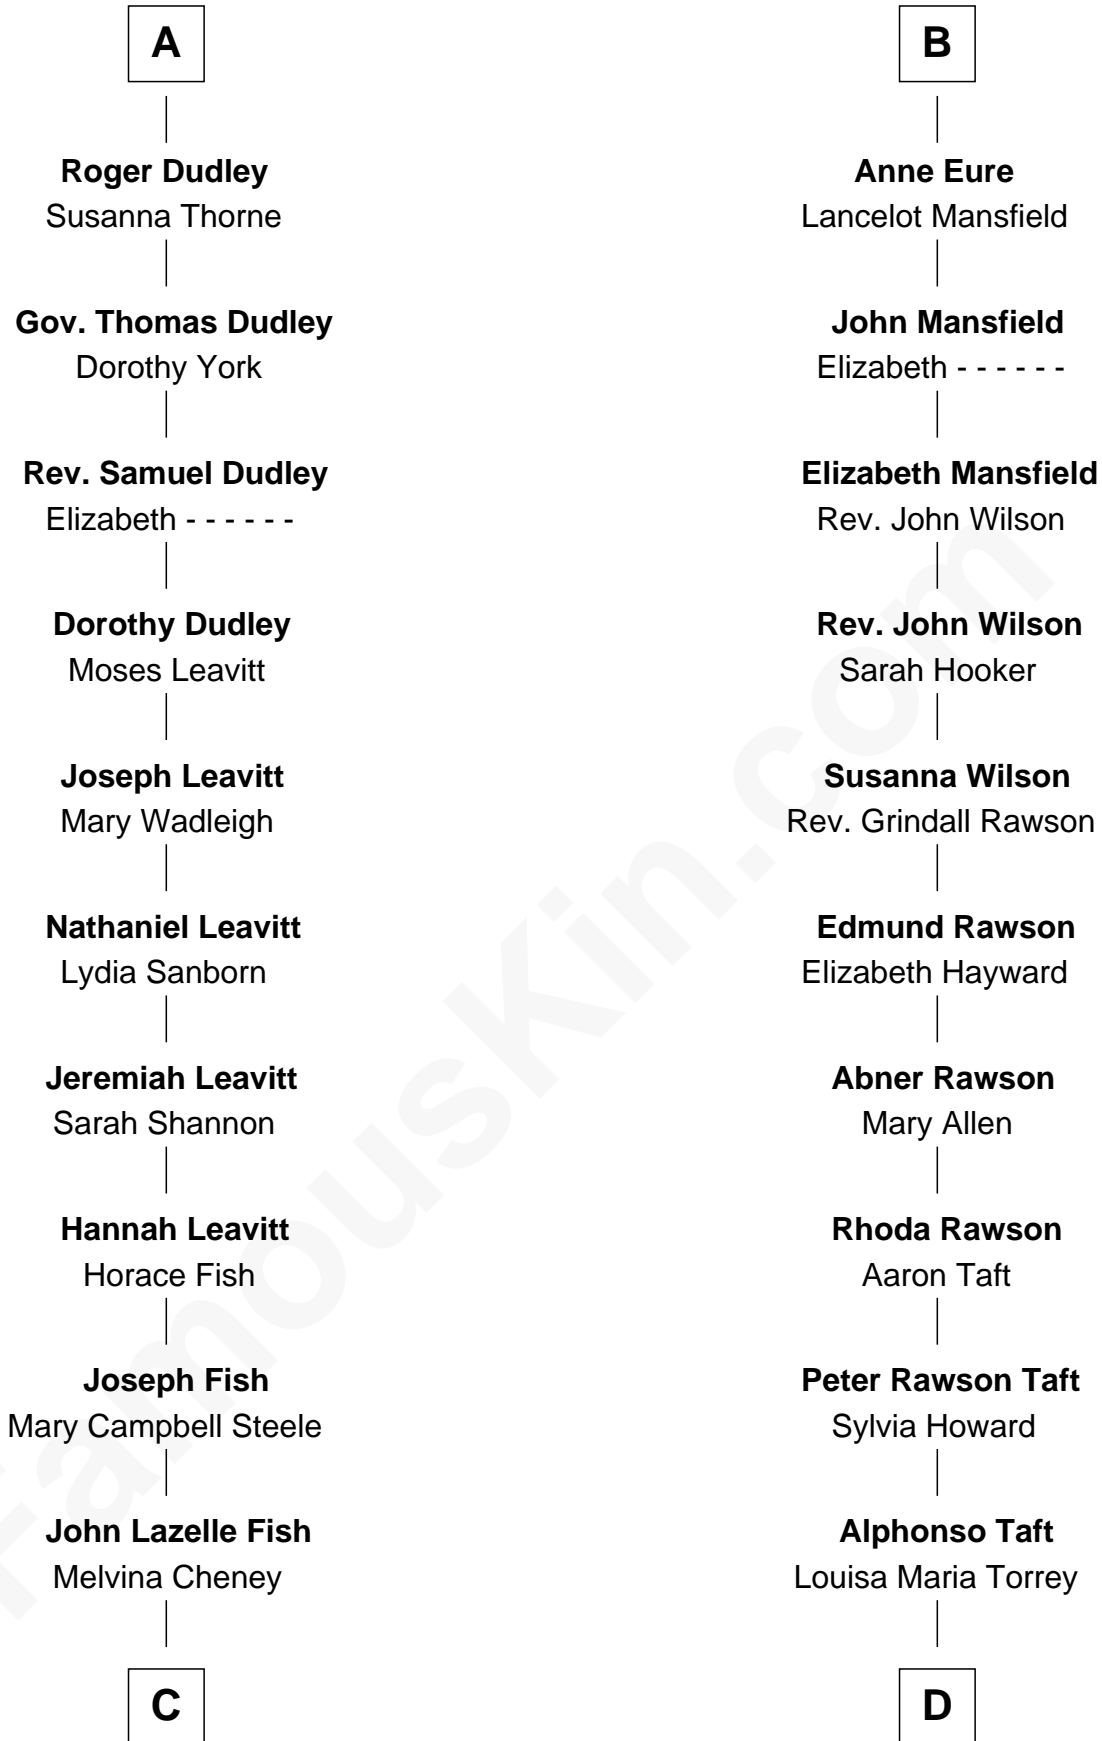 A
Roger Dudley
Susanna Thorne
Gov. Thomas Dudley
Dorothy York
Rev. Samuel Dudley
Elizabeth - - - - - -
Dorothy Dudley
Moses Leavitt
Joseph Leavitt
Mary Wadleigh
Nathaniel Leavitt
Lydia Sanborn
Jeremiah Leavitt
Sarah Shannon
Hannah Leavitt
Horace Fish
Joseph Fish
Mary Campbell Steele
John Lazelle Fish
Melvina Cheney
C
B
Anne Eure
Lancelot Mansfield
John Mansfield
Elizabeth - - - - - -
Elizabeth Mansfield
Rev. John Wilson
Rev. John Wilson
Sarah Hooker
Susanna Wilson
Rev. Grindall Rawson
Edmund Rawson
Elizabeth Hayward
Abner Rawson
Mary Allen
Rhoda Rawson
Aaron Taft
Peter Rawson Taft
Sylvia Howard
Alphonso Taft
Louisa Maria Torrey
D
FamousKin.com